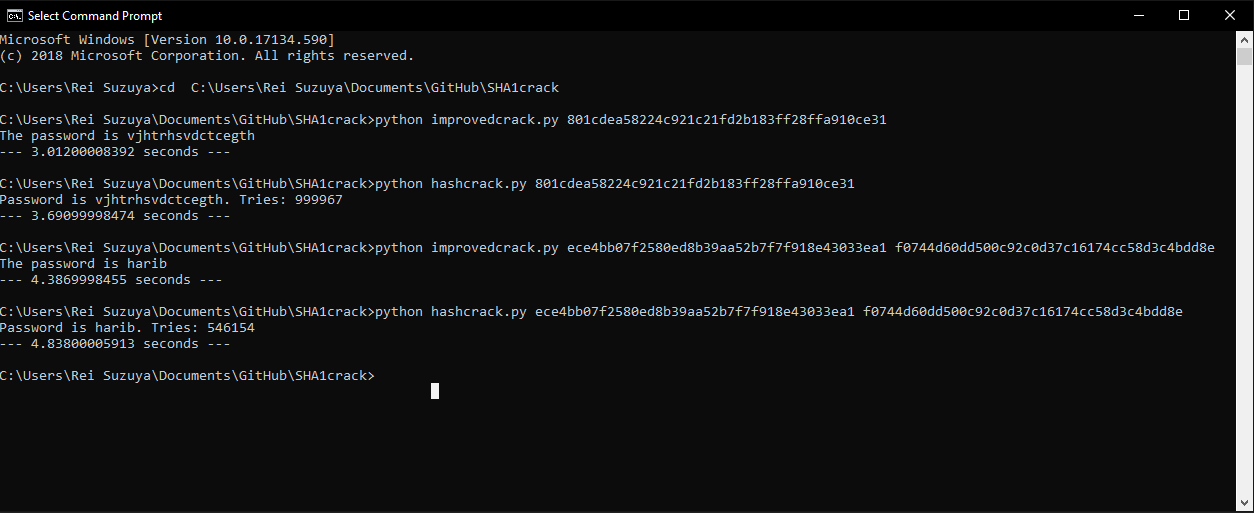 Select Command Prompt
Microsoft Windows [Version 10.0.17134.590]
(c) 2018 Microsoft Corporation. All rights reserved.
C:\Users\Rei Suzuya>cd  C:\Users\Rei Suzuya\Documents\GitHub\SHA1crack
C:\Users\Rei Suzuya\Documents\GitHub\SHA1crack>python improvedcrack.py 801cdea58224c921c21fd2b183ff28ffa910ce31
The password is vjhtrhsvdctcegth
--- 3.01200008392 seconds ---
C:\Users\Rei Suzuya\Documents\GitHub\SHA1crack>python hashcrack.py 801cdea58224c921c21fd2b183ff28ffa910ce31
Password is vjhtrhsvdctcegth. Tries: 999967
--- 3.69099998474 seconds ---
C:\Users\Rei Suzuya\Documents\GitHub\SHA1crack>python improvedcrack.py ece4bb07f2580ed8b39aa52b7f7f918e43033ea1 f0744d60dd500c92c0d37c16174cc58d3c4bdd8e
The password is harib
--- 4.3869998455 seconds ---
C:\Users\Rei Suzuya\Documents\GitHub\SHA1crack>python hashcrack.py ece4bb07f2580ed8b39aa52b7f7f918e43033ea1 f0744d60dd500c92c0d37c16174cc58d3c4bdd8e
Password is harib. Tries: 546154
--- 4.83800005913 seconds ---
C:\Users\Rei Suzuya\Documents\GitHub\SHA1crack>